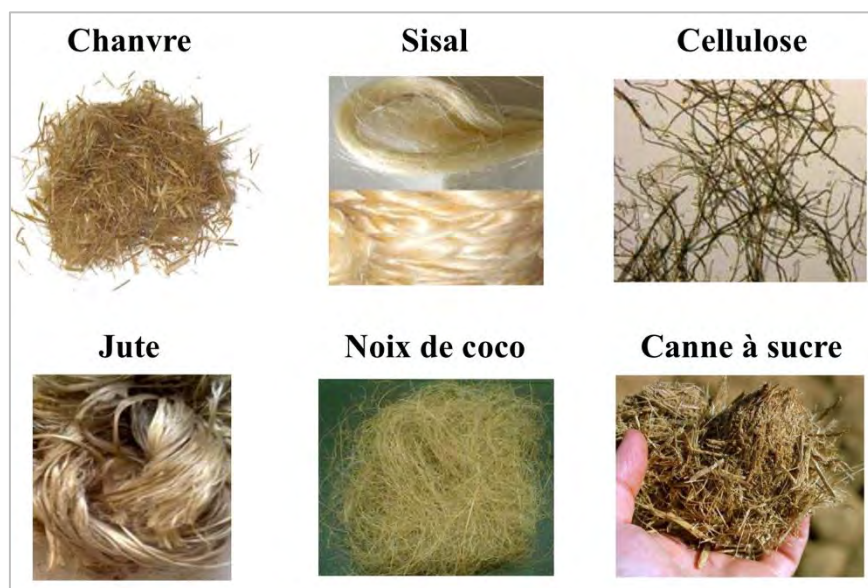 Chanvre
Sisal
Cellulose
Jute
Noix de coco
Canne à sucre